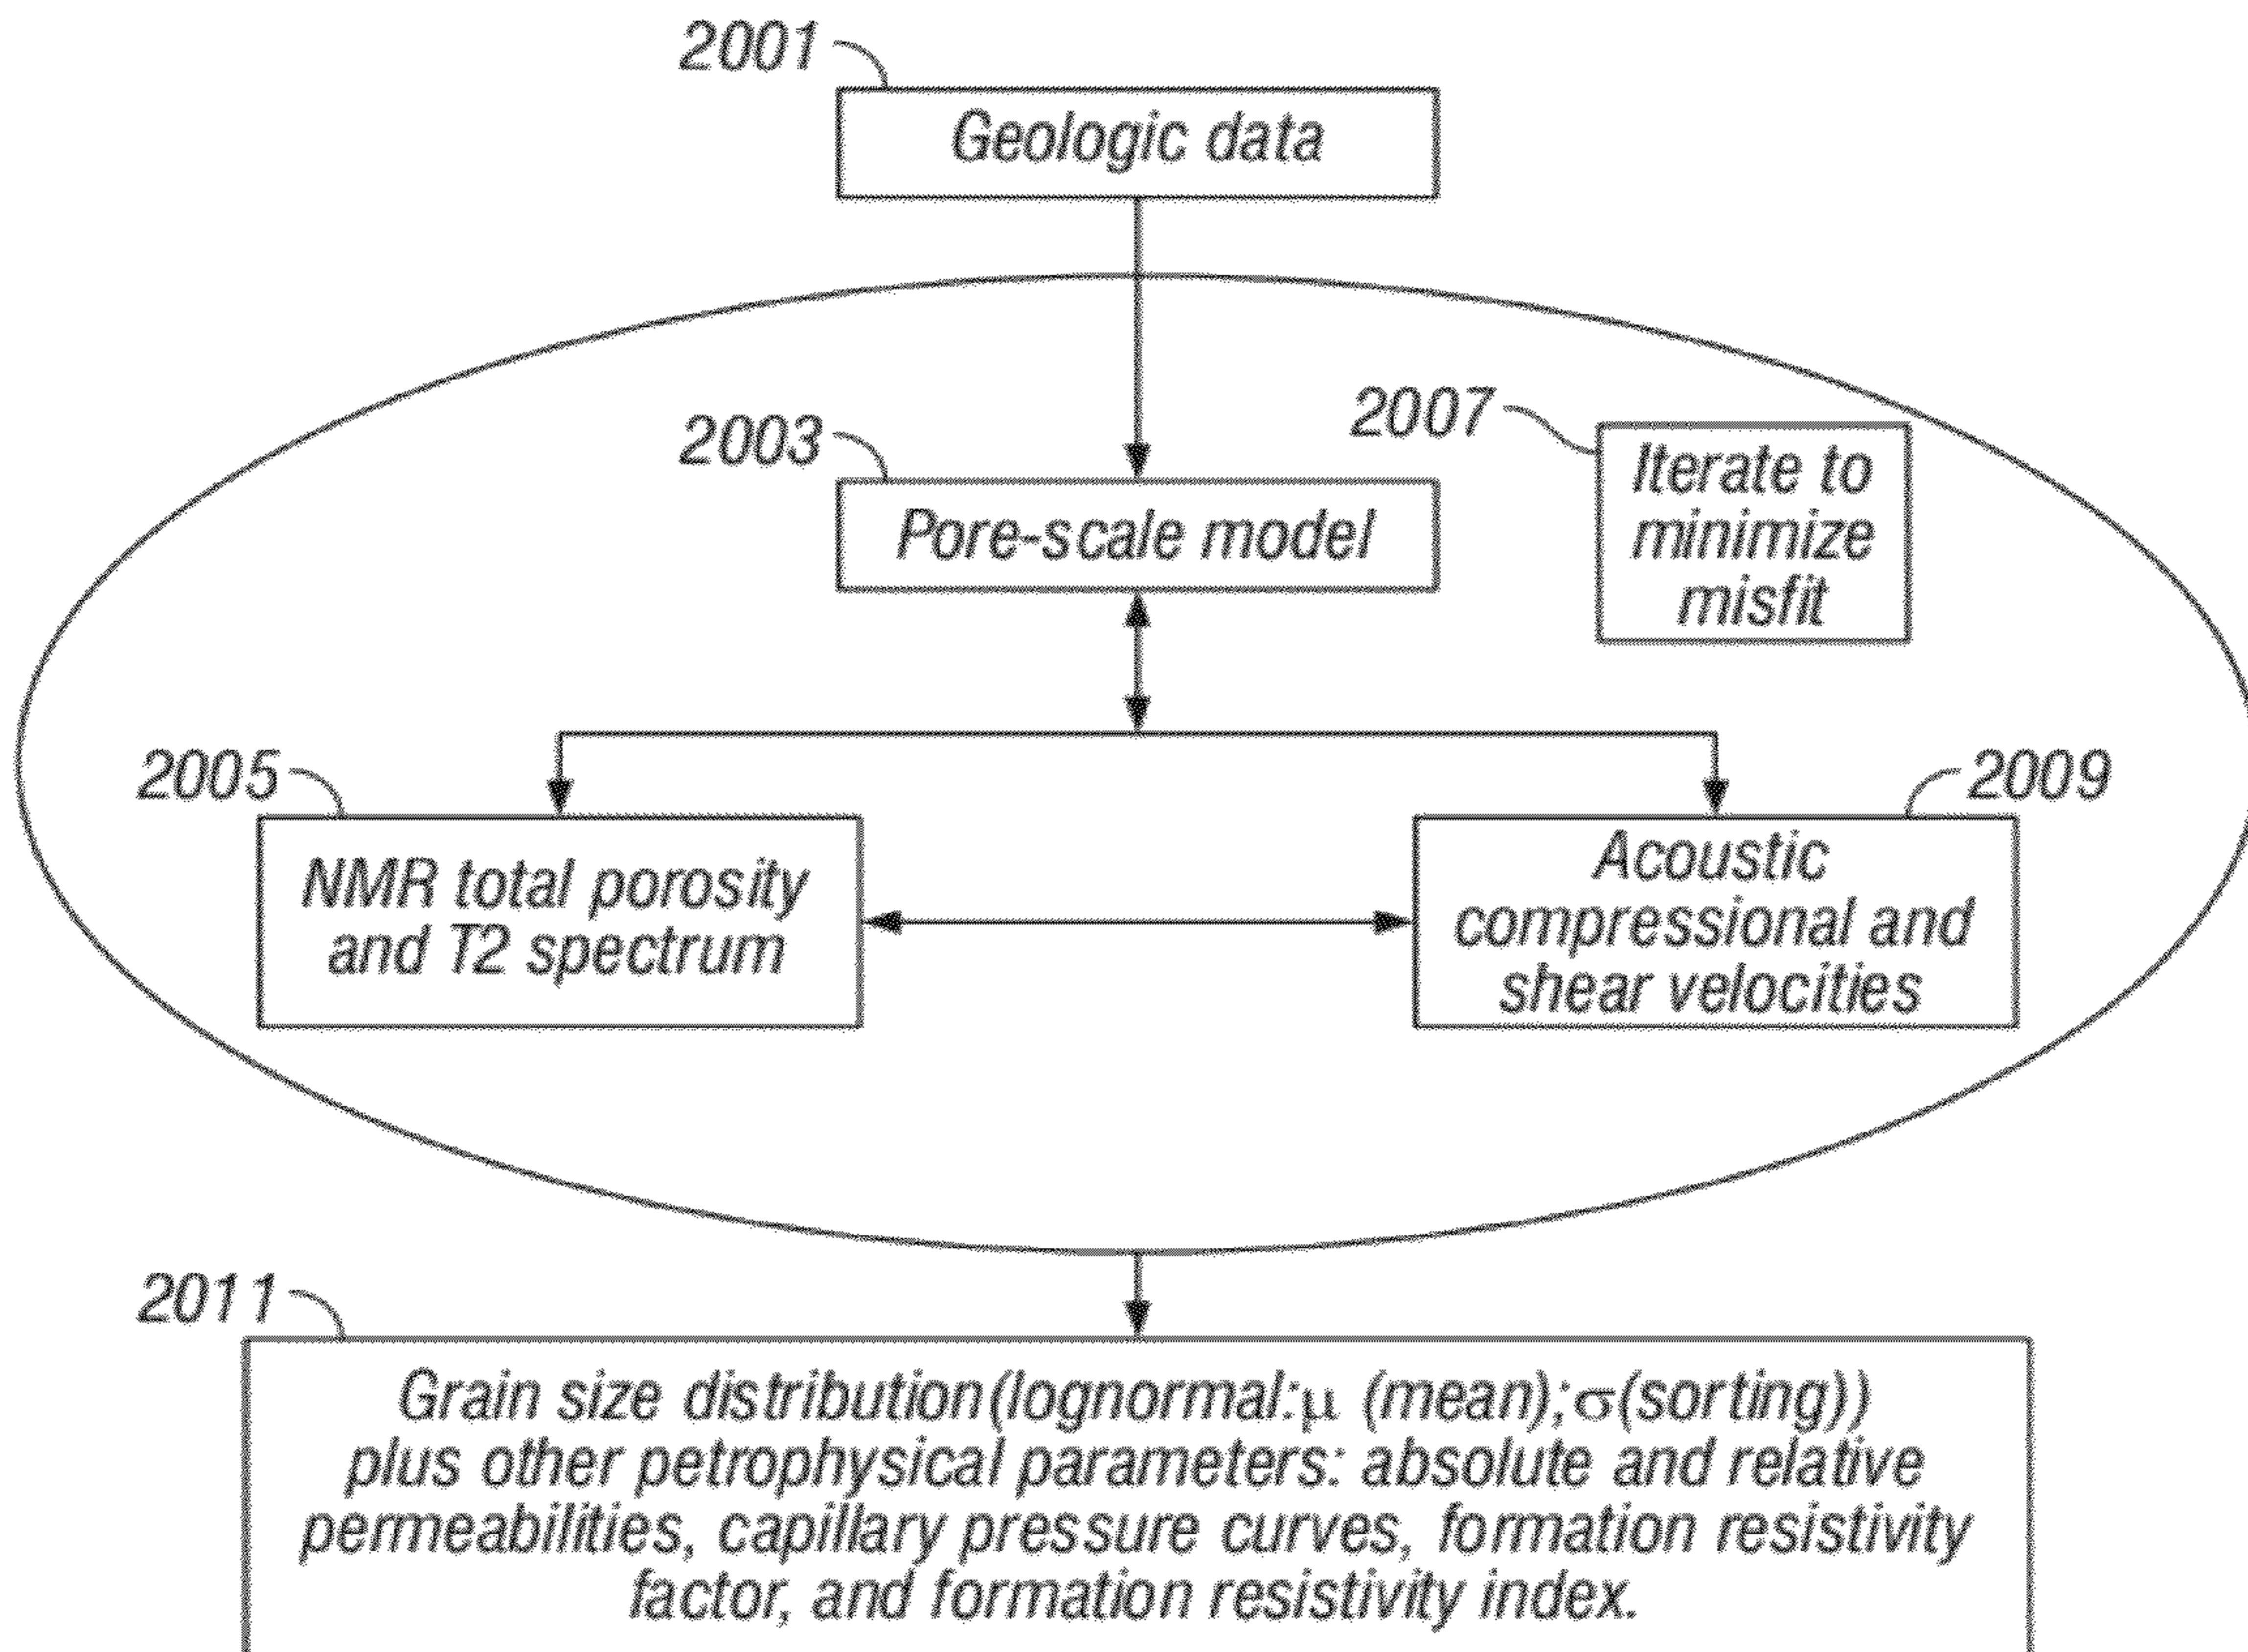 2001
Geologic data
2003
Pore-scale model
2007
Iterate to
minimize
misfit
2005
NMR total porosity
and T2 spectrum
2009
Acoustic
compressional and
shear velocities
2011
Grain size distribution(lognormal:μ (mean);σ(sorting))
plus other petrophysical parameters: absolute and relative
permeabilities, capillary pressure curves, formation resistivity
factor, and formation resistivity index.